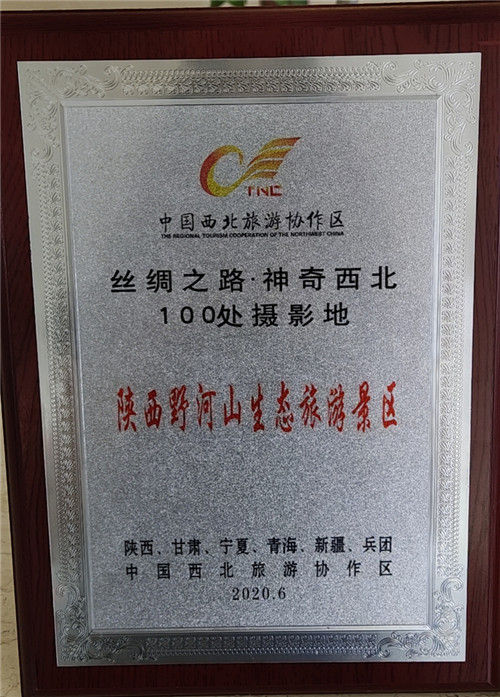 TNC
中国西北旅游协作区
THE REGIONAL TOURISM COOPERATION OF THE NORTHWEST CHINA
丝绸之路·神奇西北
100处摄影地
陕西野河山生态旅游景区
陕西、甘肃、宁夏、青海、新疆、兵团
中国西北旅游协作区
2020.6